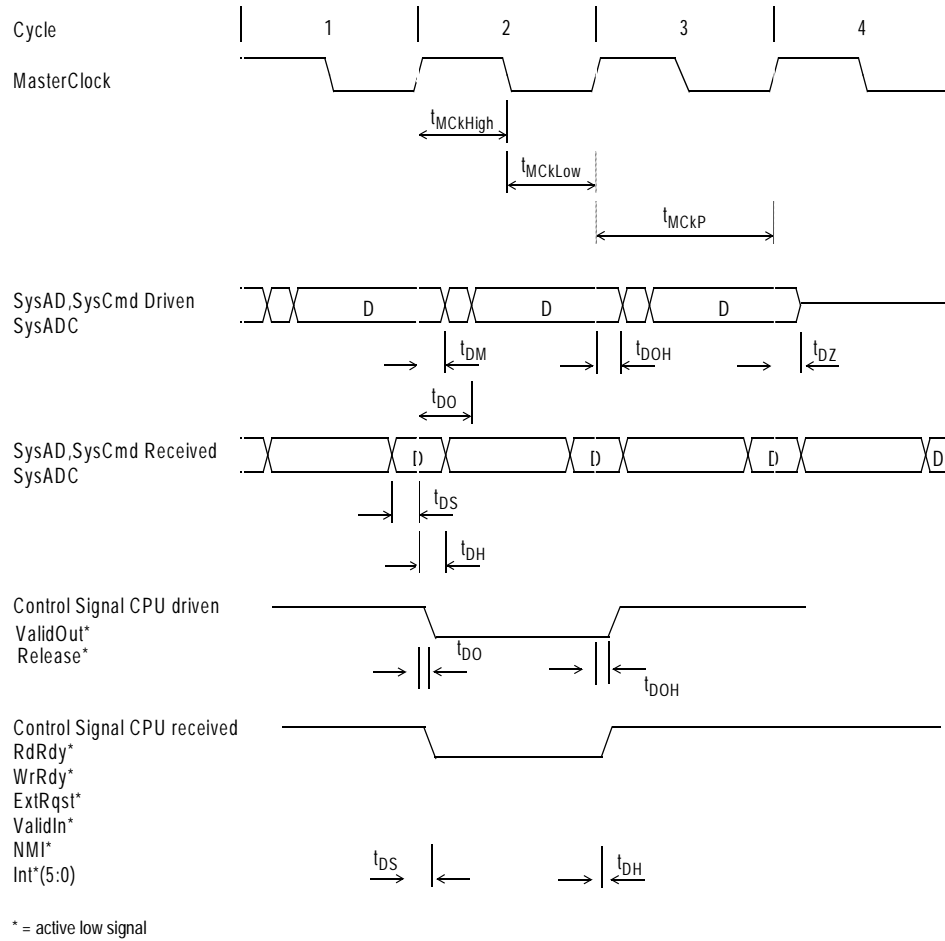 Cycle 1 2 3 4
MasterClock
tMCkHigh
tMCkLow
tMCkP
SysAD,SysCmd Driven
SysADC
D D D
tDM tDOH tDZ
tDO
SysAD,SysCmd Received
SysADC
D D D D
tDS
tDH
Control Signal CPU driven
ValidOut*
Release*
tDO
tDOH
Control Signal CPU received
RdRdy*
WrRdy*
ExtRqst*
ValidIn*
NMI*
Int*(5:0)
tDS tDH
* = active low signal